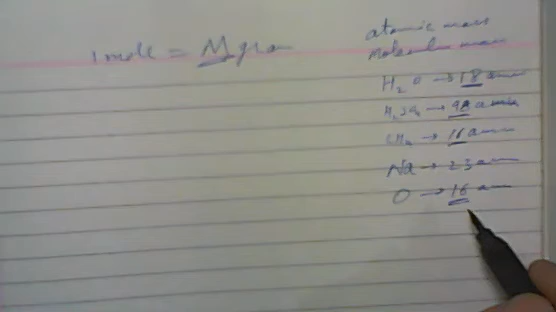 1 mole = M gram
atomic mass
molecular mass
H2O → 18 amu
H2SO4 → 98 amu
CH4 → 16 amu
Na → 23 amu
O → 16 amu